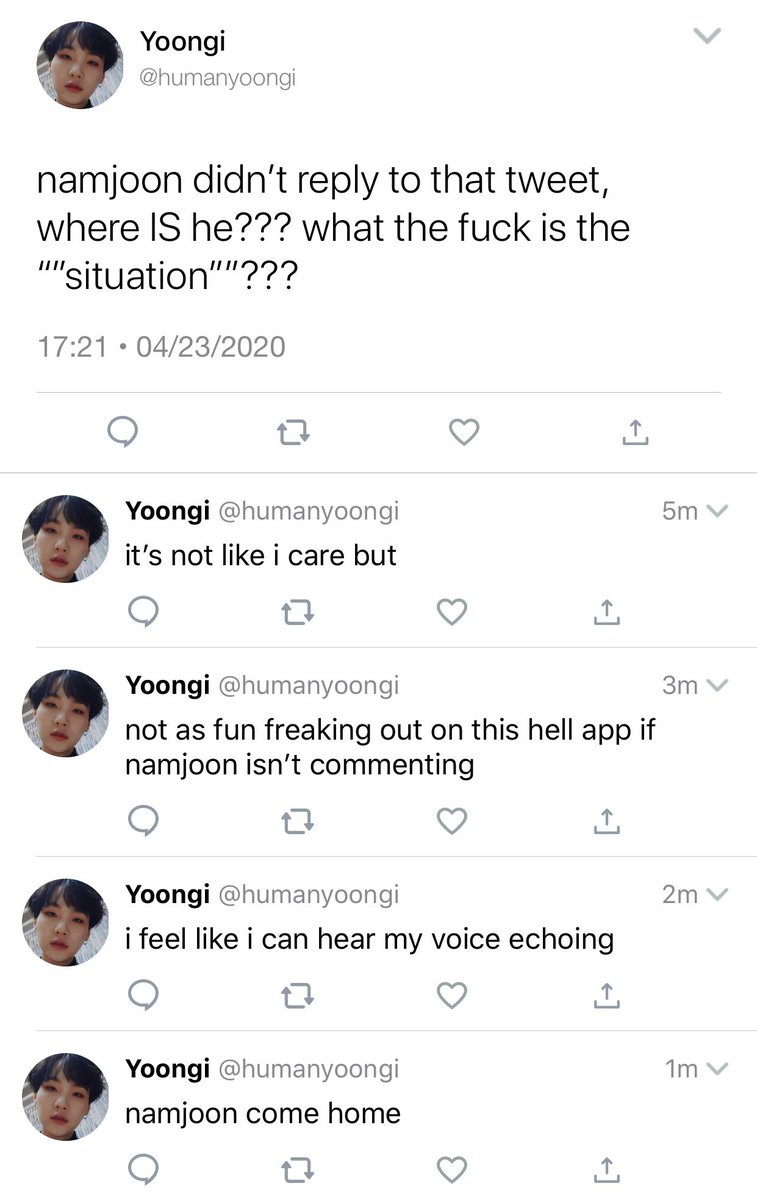 Yoongi
@humanyoongi
namjoon didn’t reply to that tweet,
where IS he??? what the fuck is the
“”situation””???
17:21 • 04/23/2020
Yoongi @humanyoongi 5m
it’s not like i care but
Yoongi @humanyoongi 3m
not as fun freaking out on this hell app if
namjoon isn’t commenting
Yoongi @humanyoongi 2m
i feel like i can hear my voice echoing
Yoongi @humanyoongi 1m
namjoon come home